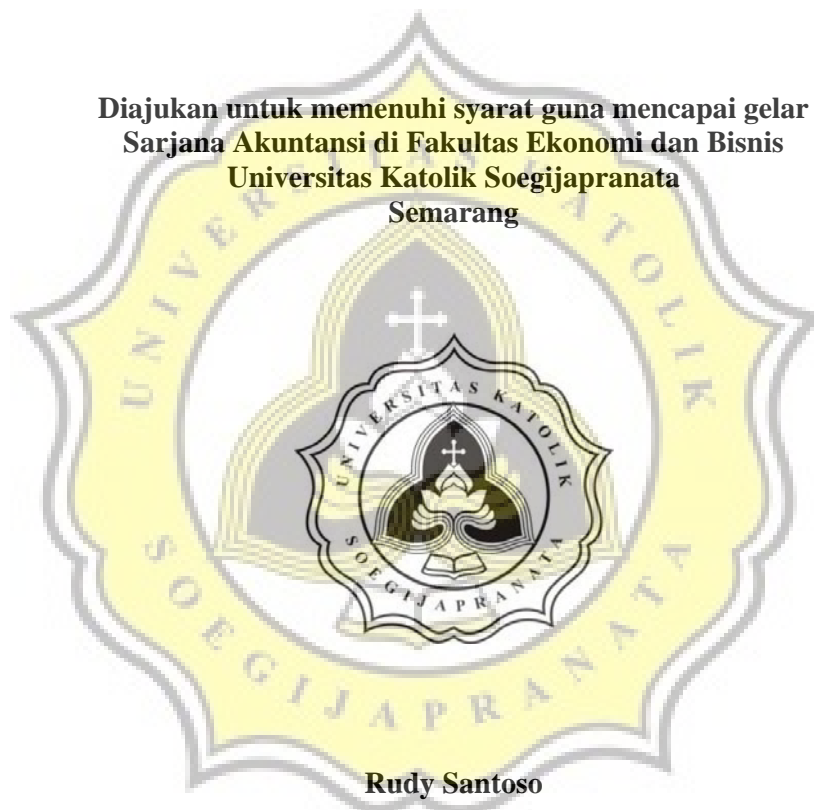 Diajukan untuk memenuhi syarat guna mencapai gelar
Sarjana Akuntansi di Fakultas Ekonomi dan Bisnis
Universitas Katolik Soegijapranata
Semarang
UNIVERSITAS KATOLIK
SOEGIJAPRANATA
UNIVERSITAS KATOLIK
SOEGIJAPRANATA
Rudy Santoso